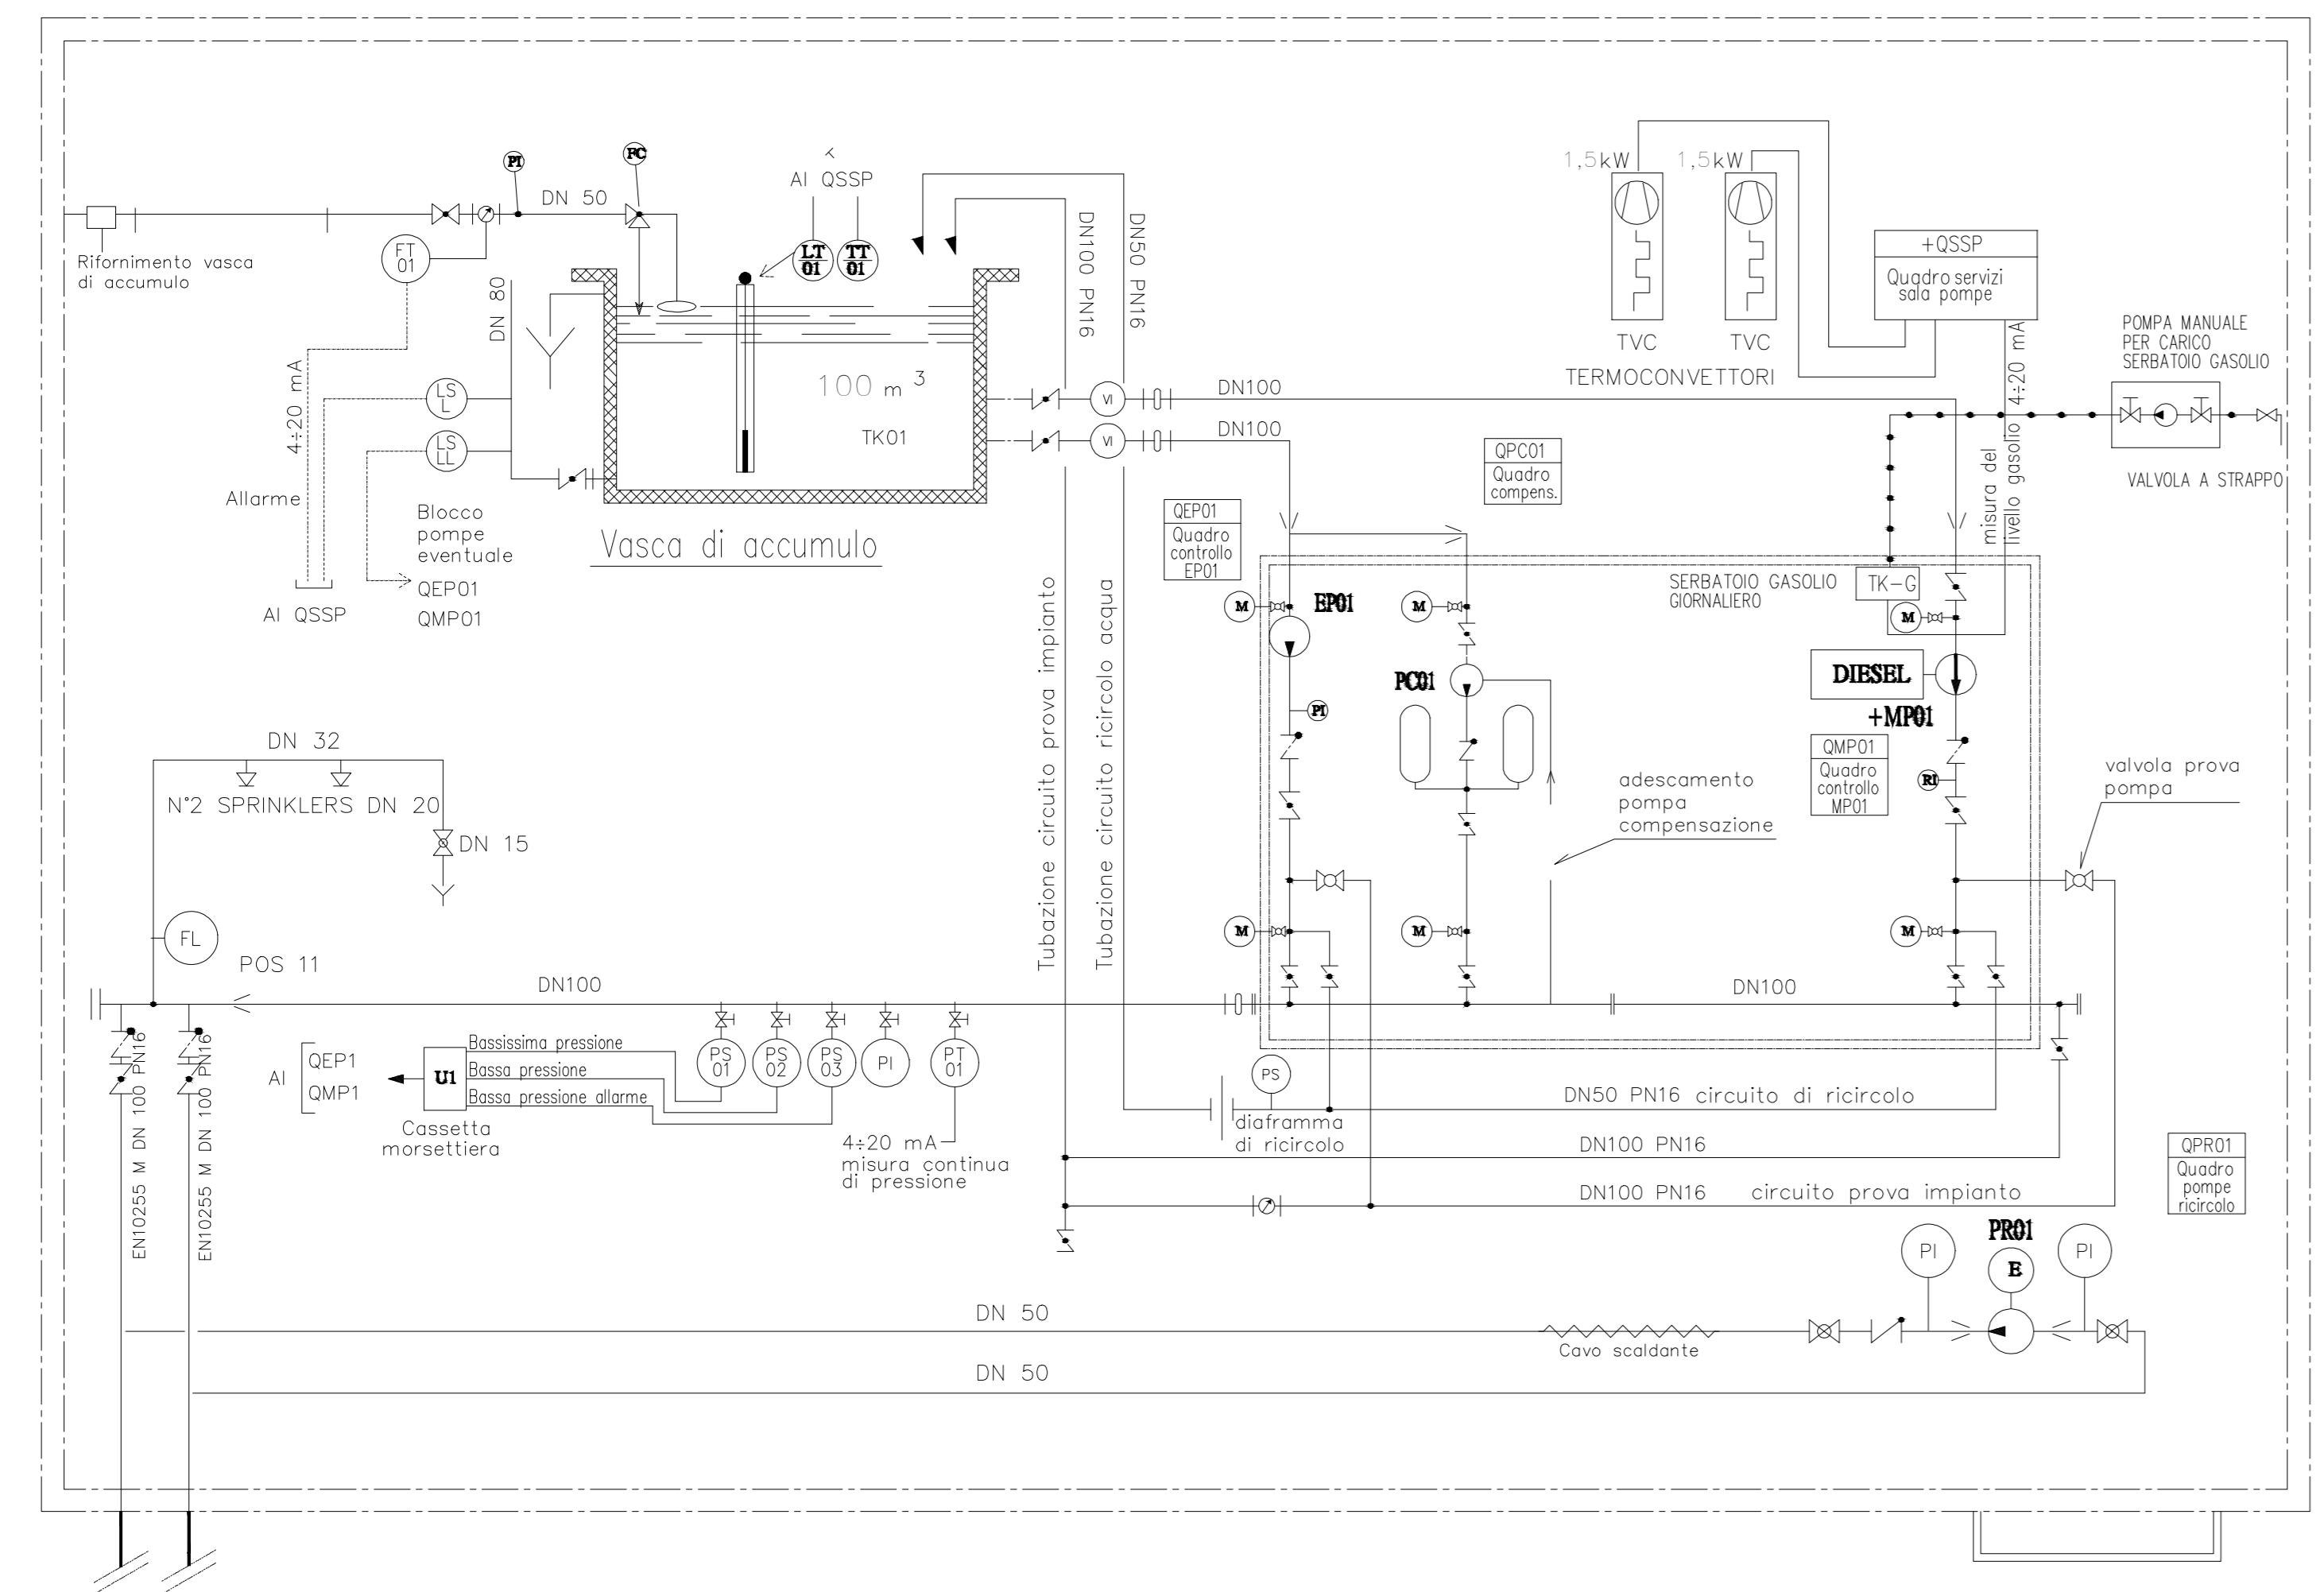 PI
FC
DN 50
Rifornimento vasca
di accumulo
FT
01
AI QSSP
LT
01
TT
01
DN 80
4÷20 mA
LS
L
LS
LL
Allarme
Blocco
pompe
eventuale
QEP01
QMP01
AI QSSP
100 m 3
TK01
Vasca di accumulo
DN100 PN16
DN50 PN16
VI
VI
DN100
DN100
Tubazione circuito prova impianto
Tubazione circuito ricircolo acqua
1,5kW
1,5kW
TVC
TVC
TERMOCONVETTORI
+QSSP
Quadro servizi
sala pompe
misura del
livello gasolio 4÷20 mA
POMPA MANUALE
PER CARICO
SERBATOIO GASOLIO
VALVOLA A STRAPPO
QPC01
Quadro
compens.
QEP01
Quadro
controllo
EP01
SERBATOIO GASOLIO
GIORNALIERO
TK-G
M
EP01
M
M
PC01
DIESEL
+MP01
PI
QMP01
Quadro
controllo
MP01
RI
adescamento
pompa
compensazione
valvola prova
pompa
M
M
M
DN100
DN 32
N°2 SPRINKLERS DN 20
DN 15
FL
POS 11
DN100
EN10255 M DN 100 PN16
EN10255 M DN 100 PN16
AI
QEP1
QMP1
U1
Cassetta
morsettiera
Bassissima pressione
Bassa pressione
Bassa pressione allarme
PS
01
PS
02
PS
03
PI
PT
01
4÷20 mA
misura continua
di pressione
PS
diaframma
di ricircolo
DN50 PN16 circuito di ricircolo
DN100 PN16
DN100 PN16 circuito prova impianto
QPR01
Quadro
pompe
ricircolo
PR01
PI
E
PI
DN 50
Cavo scaldante
DN 50